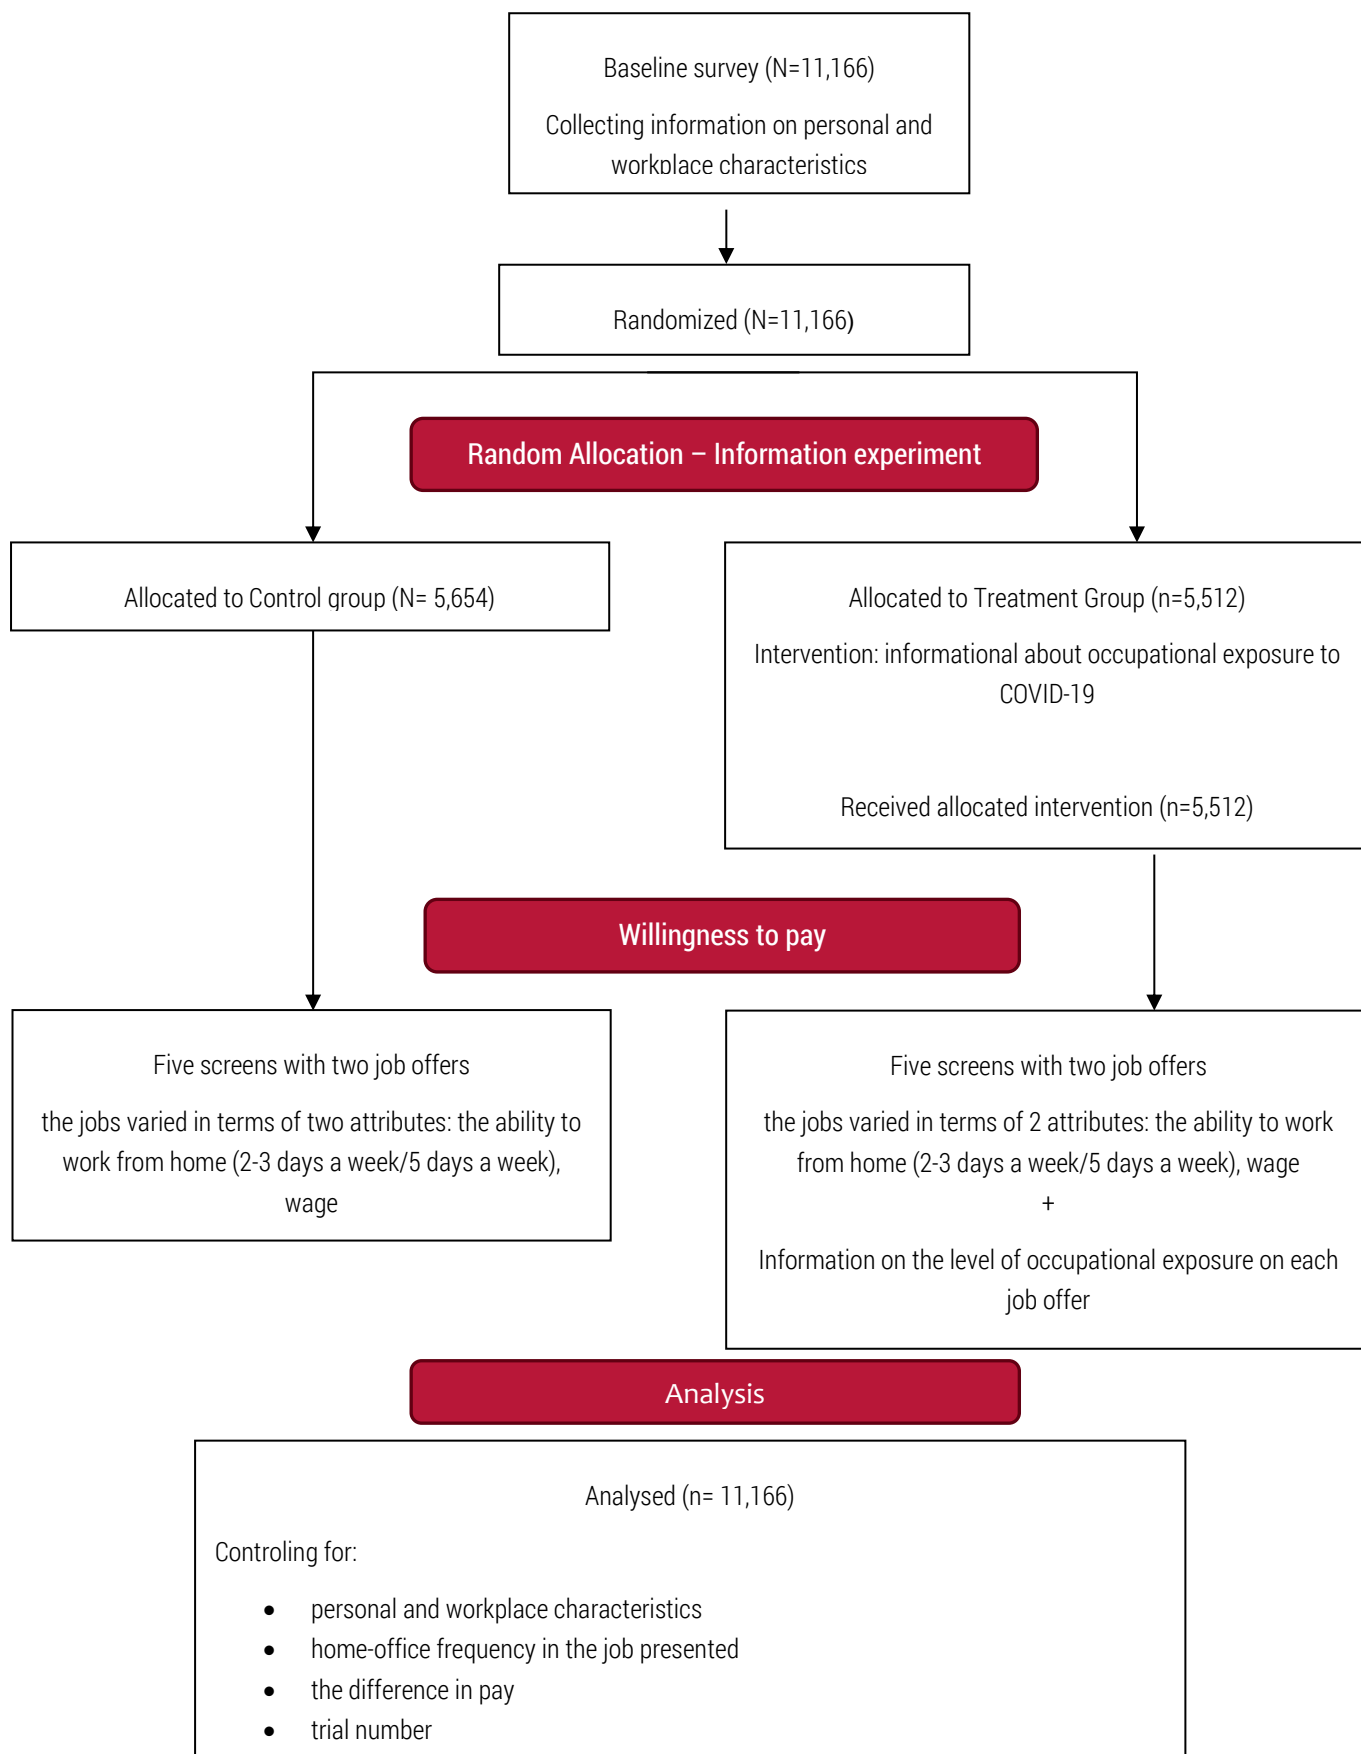 Baseline survey (N=11,166)
Collecting information on personal and
workplace characteristics
Randomized (N=11,166)
Random Allocation – Information experiment
Allocated to Control group (N= 5,654)
Allocated to Treatment Group (n=5,512)
Intervention: informational about occupational exposure to
COVID-19
Received allocated intervention (n=5,512)
Willingness to pay
Five screens with two job offers
the jobs varied in terms of two attributes: the ability to
work from home (2-3 days a week/5 days a week),
wage
Five screens with two job offers
the jobs varied in terms of 2 attributes: the ability to work
from home (2-3 days a week/5 days a week), wage
+
Information on the level of occupational exposure on each
job offer
Analysis
Analysed (n= 11,166)
Controling for:
• personal and workplace characteristics
• home-office frequency in the job presented
• the difference in pay
• trial number